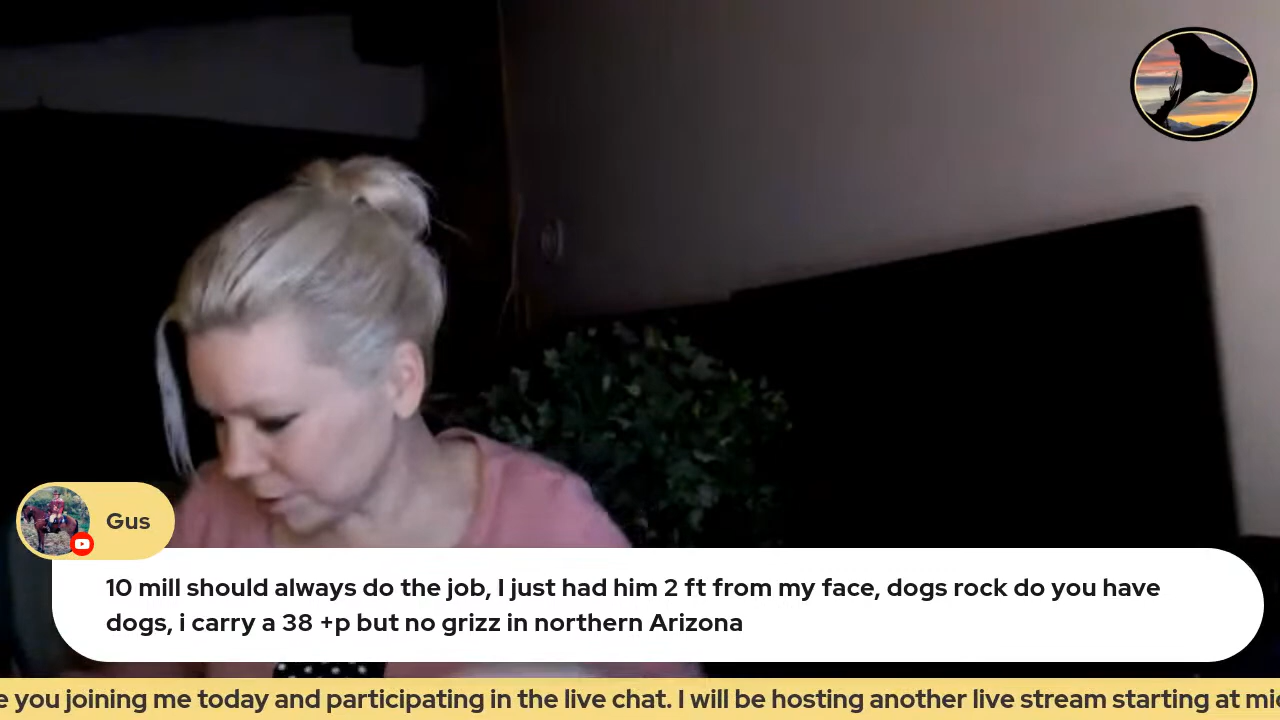 Gus
10 mill should always do the job, I just had him 2 ft from my face, dogs rock do you have
dogs, i carry a 38 +p but no grizz in northern Arizona
you joining me today and participating in the live chat. I will be hosting another live stream starting at